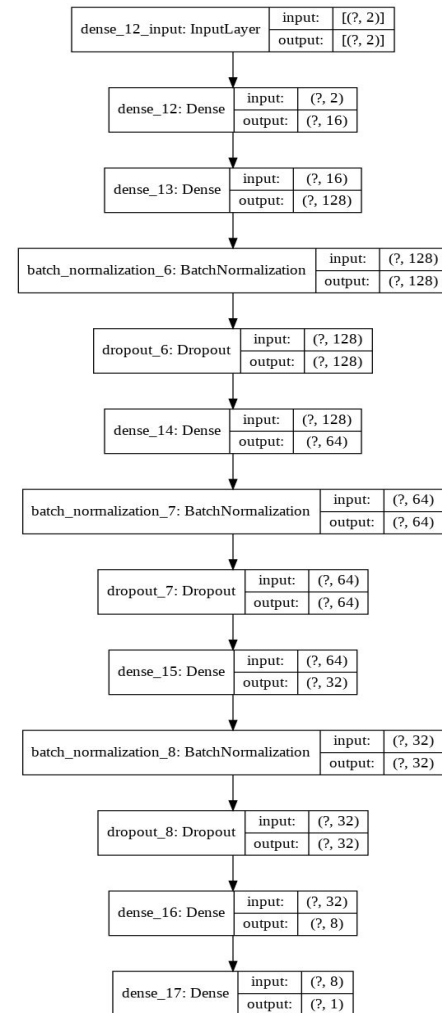 dense_12_input: InputLayer
input: [(?, 2)]
output: [(?, 2)]
dense_12: Dense
input: (?, 2)
output: (?, 16)
dense_13: Dense
input: (?, 16)
output: (?, 128)
batch_normalization_6: BatchNormalization
input: (?, 128)
output: (?, 128)
dropout_6: Dropout
input: (?, 128)
output: (?, 128)
dense_14: Dense
input: (?, 128)
output: (?, 64)
batch_normalization_7: BatchNormalization
input: (?, 64)
output: (?, 64)
dropout_7: Dropout
input: (?, 64)
output: (?, 64)
dense_15: Dense
input: (?, 64)
output: (?, 32)
batch_normalization_8: BatchNormalization
input: (?, 32)
output: (?, 32)
dropout_8: Dropout
input: (?, 32)
output: (?, 32)
dense_16: Dense
input: (?, 32)
output: (?, 8)
dense_17: Dense
input: (?, 8)
output: (?, 1)